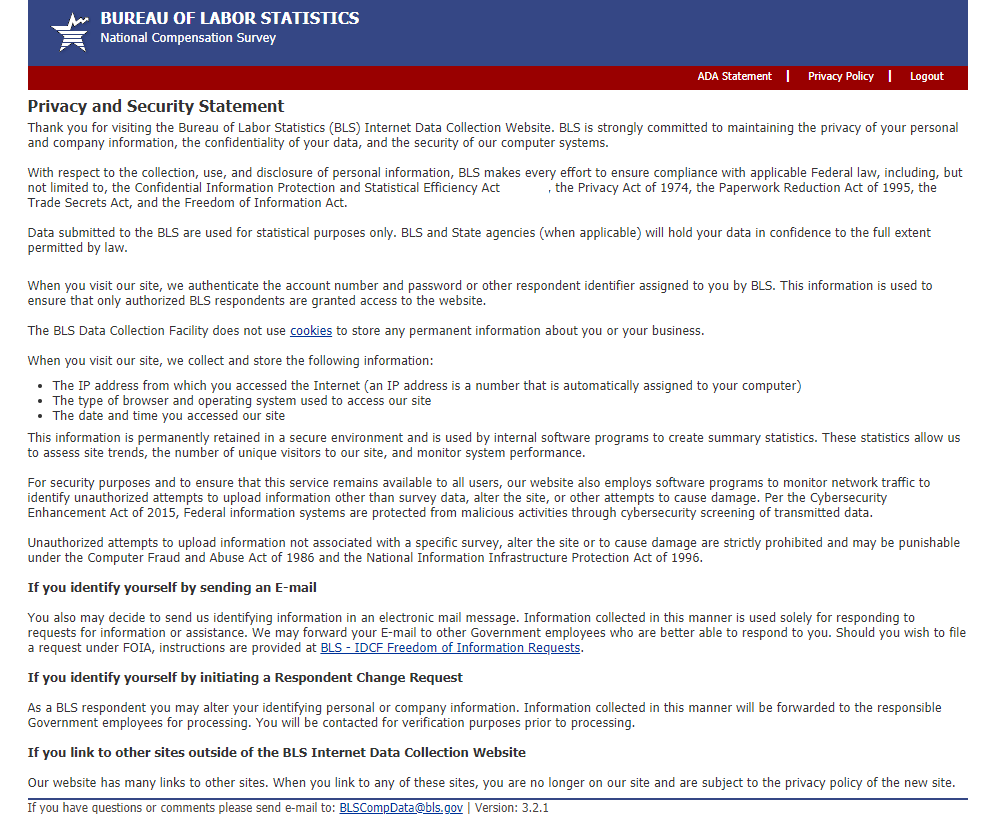 BUREAU OF LABOR STATISTICS
National Compensation Survey
ADA Statement | Privacy Policy | Logout
Privacy and Security Statement
Thank you for visiting the Bureau of Labor Statistics (BLS) Internet Data Collection Website. BLS is strongly committed to maintaining the privacy of your personal
and company information, the confidentiality of your data, and the security of our computer systems.
With respect to the collection, use, and disclosure of personal information, BLS makes every effort to ensure compliance with applicable Federal law, including, but
not limited to, the Confidential Information Protection and Statistical Efficiency Act , the Privacy Act of 1974, the Paperwork Reduction Act of 1995, the
Trade Secrets Act, and the Freedom of Information Act.
Data submitted to the BLS are used for statistical purposes only. BLS and State agencies (when applicable) will hold your data in confidence to the full extent
permitted by law.
When you visit our site, we authenticate the account number and password or other respondent identifier assigned to you by BLS. This information is used to
ensure that only authorized BLS respondents are granted access to the website.
The BLS Data Collection Facility does not use cookies to store any permanent information about you or your business.
When you visit our site, we collect and store the following information:
• The IP address from which you accessed the Internet (an IP address is a number that is automatically assigned to your computer)
• The type of browser and operating system used to access our site
• The date and time you accessed our site
This information is permanently retained in a secure environment and is used by internal software programs to create summary statistics. These statistics allow us
to assess site trends, the number of unique visitors to our site, and monitor system performance.
For security purposes and to ensure that this service remains available to all users, our website also employs software programs to monitor network traffic to
identify unauthorized attempts to upload information other than survey data, alter the site, or other attempts to cause damage. Per the Cybersecurity
Enhancement Act of 2015, Federal information systems are protected from malicious activities through cybersecurity screening of transmitted data.
Unauthorized attempts to upload information not associated with a specific survey, alter the site or to cause damage are strictly prohibited and may be punishable
under the Computer Fraud and Abuse Act of 1986 and the National Information Infrastructure Protection Act of 1996.
If you identify yourself by sending an E-mail
You also may decide to send us identifying information in an electronic mail message. Information collected in this manner is used solely for responding to
requests for information or assistance. We may forward your E-mail to other Government employees who are better able to respond to you. Should you wish to file
a request under FOIA, instructions are provided at BLS - IDCF Freedom of Information Requests.
If you identify yourself by initiating a Respondent Change Request
As a BLS respondent you may alter your identifying personal or company information. Information collected in this manner will be forwarded to the responsible
Government employees for processing. You will be contacted for verification purposes prior to processing.
If you link to other sites outside of the BLS Internet Data Collection Website
Our website has many links to other sites. When you link to any of these sites, you are no longer on our site and are subject to the privacy policy of the new site.
If you have questions or comments please send e-mail to: BLSCompData@bls.gov | Version: 3.2.1